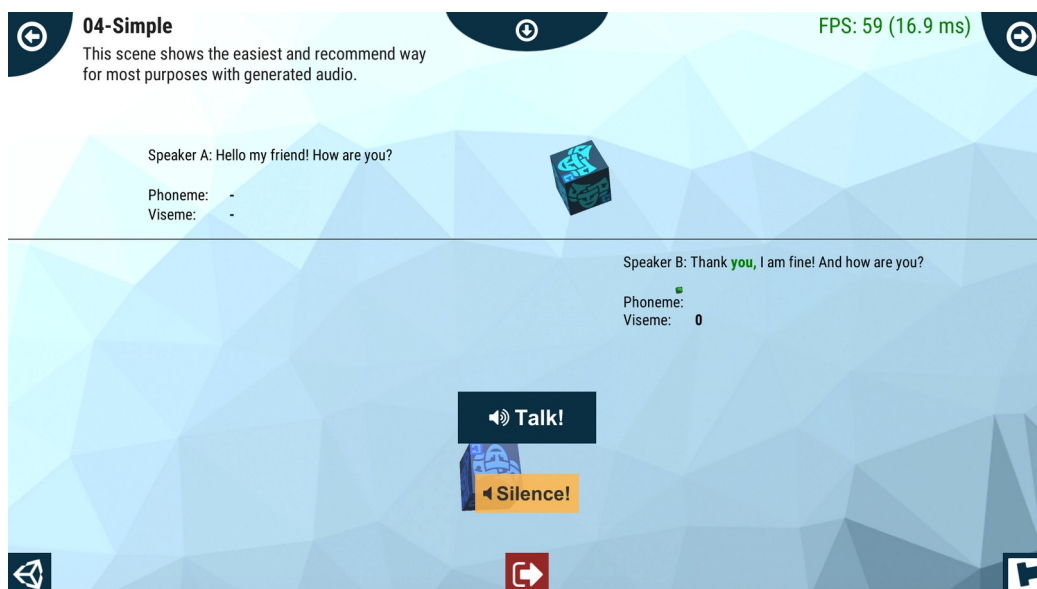 04-Simple
FPS: 59 (16.9 ms)
This scene shows the easiest and recommend way
for most purposes with generated audio.
Speaker A: Hello my friend! How are you?
Phoneme: -
Viseme: -
Speaker B: Thank you, I am fine! And how are you?
Phoneme:
Viseme: 0
Talk!
Silence!